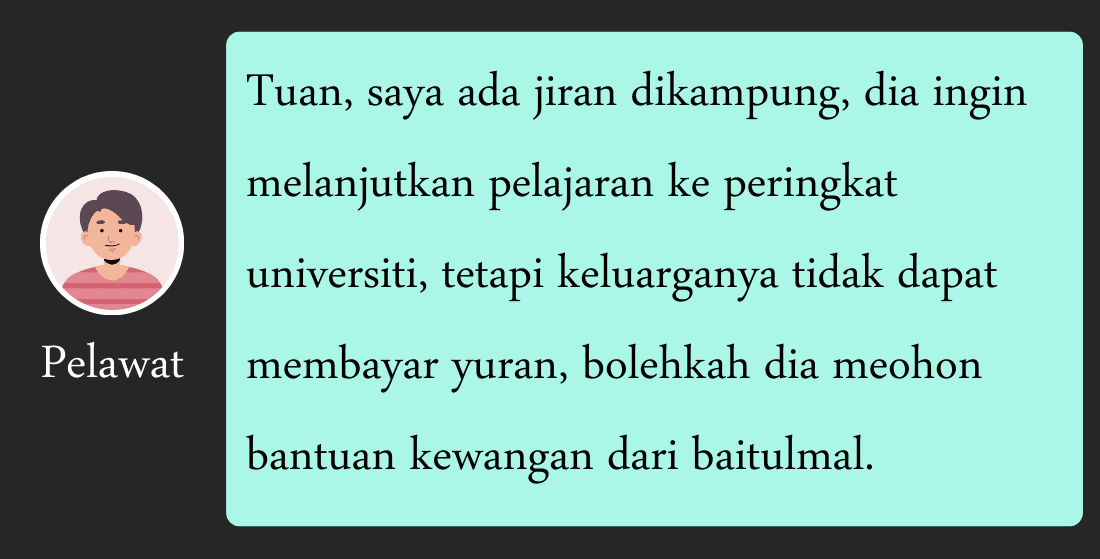 Tuan, saya ada jiran dikampung, dia ingin
melanjutkan pelajaran ke peringkat
universiti, tetapi keluarganya tidak dapat
membayar yuran, bolehkah dia meohon
bantuan kewangan dari baitulmal.
Pelawat